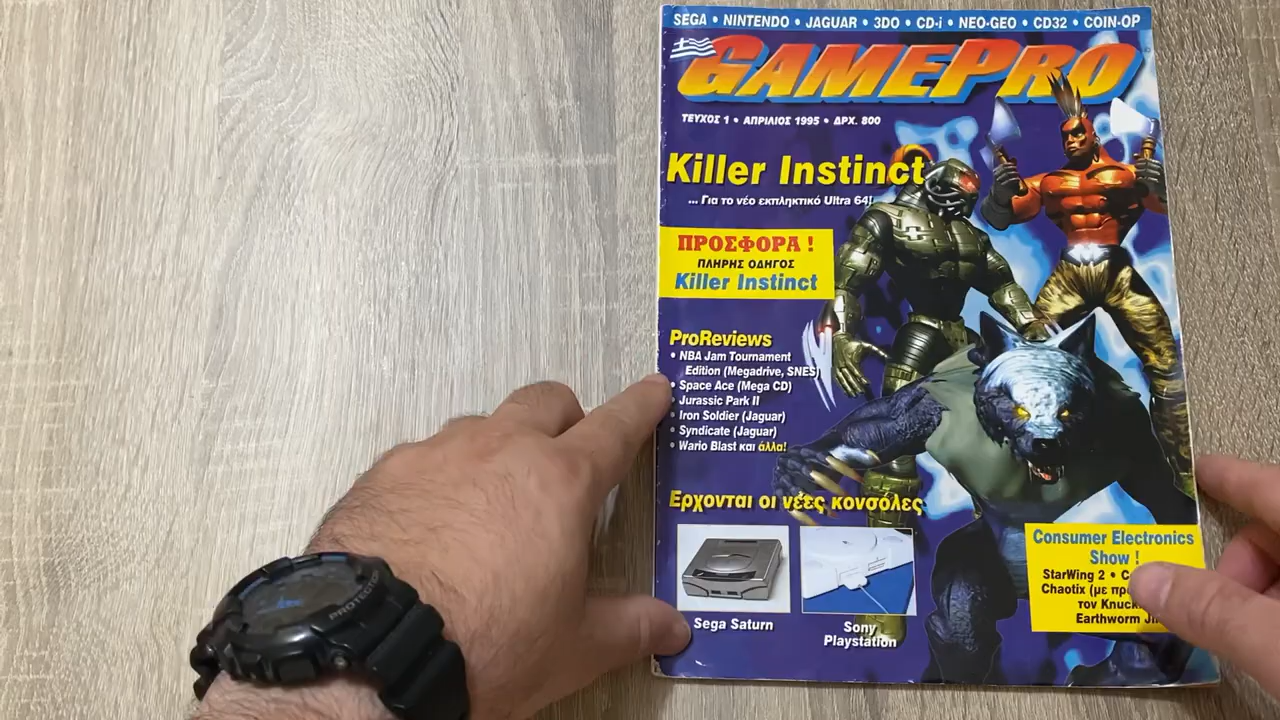 SEGA • NINTENDO • JAGUAR • 3DO • CD-i • NEO•GEO • CD32 • COIN-OP
GAMEPRO
ΤΕΥΧΟΣ 1 • ΑΠΡΙΛΙΟΣ 1995 • ΔΡΧ. 800
Killer Instinct
... Για το νέο εκπληκτικό Ultra 64!
ΠΡΟΣΦΟΡΑ !
ΠΛΗΡΗΣ ΟΔΗΓΟΣ
Killer Instinct
ProReviews
• NBA Jam Tournament
Edition (Megadrive, SNES)
• Space Ace (Mega CD)
• Jurassic Park II
• Iron Soldier (Jaguar)
• Syndicate (Jaguar)
• Wario Blast και άλλα!
Ερχονται οι νέες κονσόλες
Sega Saturn
Sony
Playstation
Consumer Electronics
Show !
StarWing 2 •
Chaotix (με
τον
Earthworm
PROTECTION